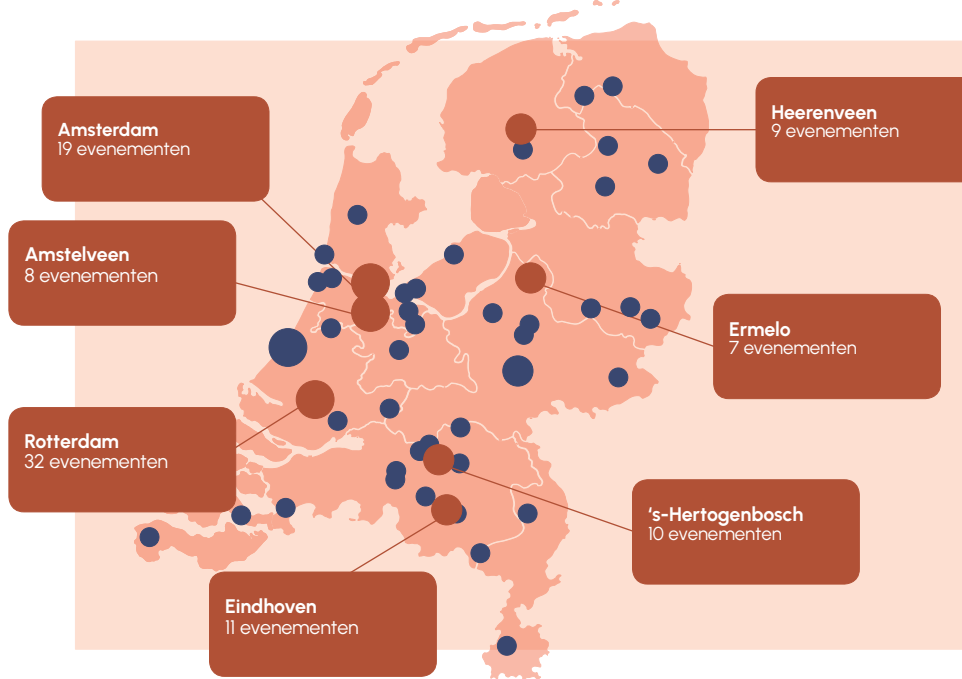 Heerenveen
9 evenementen
Amsterdam
19 evenementen
Amstelveen
8 evenementen
Ermelo
7 evenementen
Rotterdam
32 evenementen
‘s-Hertogenbosch
10 evenementen
Eindhoven
11 evenementen